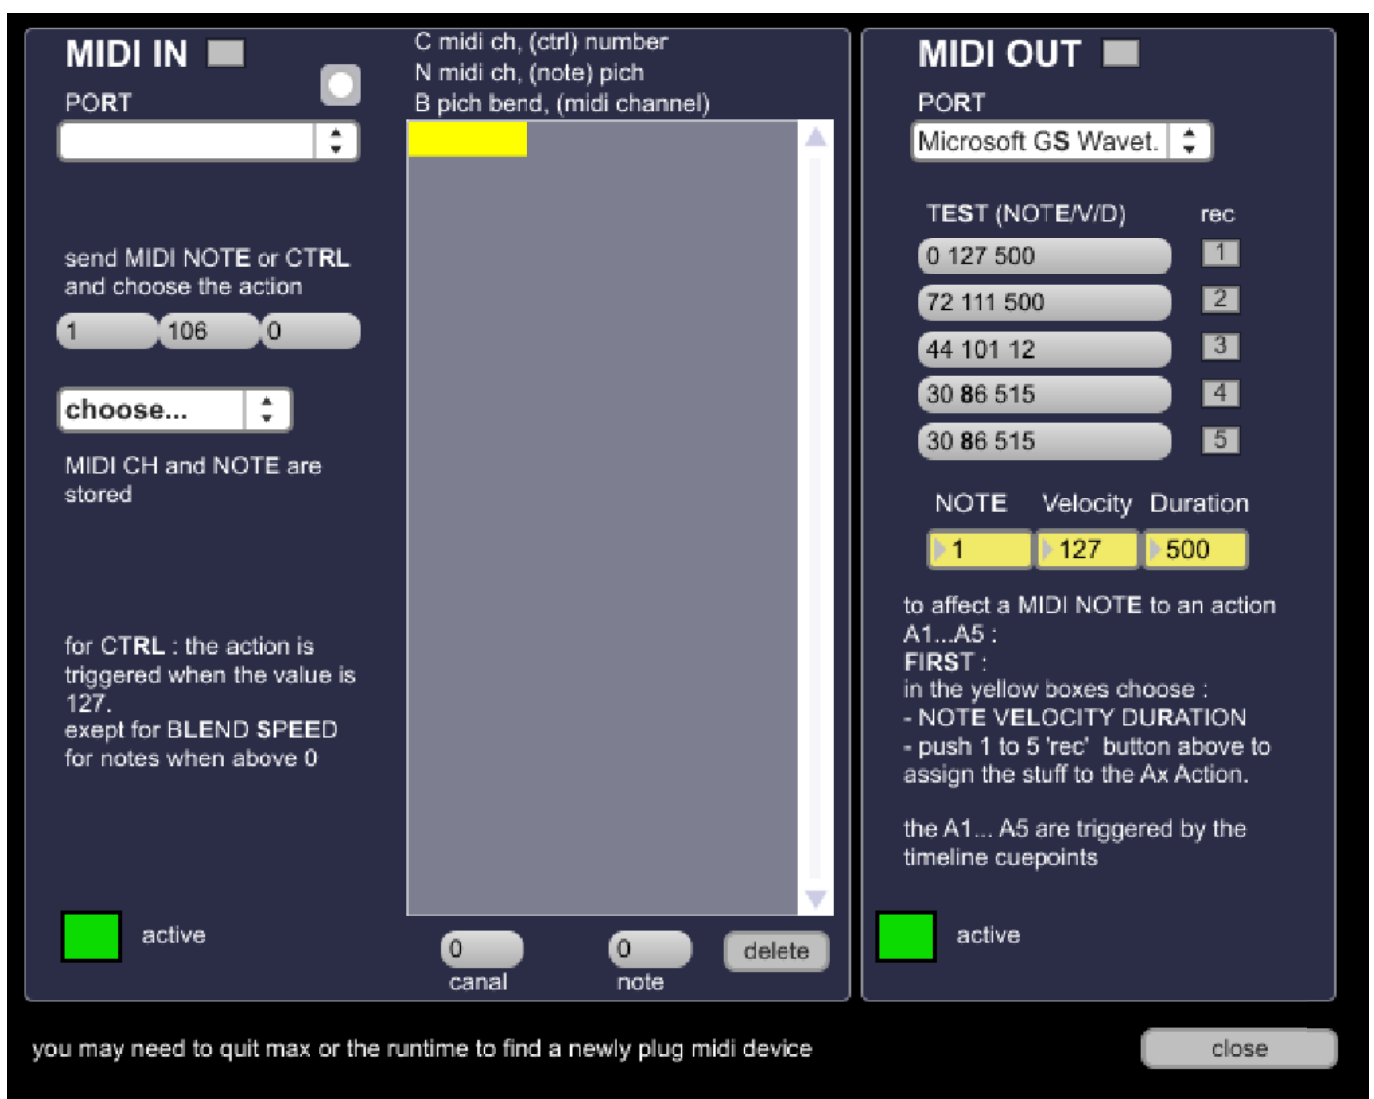 MIDI IN
PORT
send MIDI NOTE or CTRL
and choose the action
1 106 0
choose...
MIDI CH and NOTE are
stored
for CTRL : the action is
triggered when the value is
127.
exept for BLEND SPEED
for notes when above 0
active
C midi ch, (ctrl) number
N midi ch, (note) pich
B pich bend, (midi channel)
0 0 delete
canal note
MIDI OUT
PORT
Microsoft GS Wavet.
TEST (NOTE/V/D) rec
0 127 500 1
72 111 500 2
44 101 12 3
30 86 515 4
30 86 515 5
NOTE Velocity Duration
1 127 500
to affect a MIDI NOTE to an action
A1...A5 :
FIRST :
in the yellow boxes choose :
- NOTE VELOCITY DURATION
- push 1 to 5 'rec' button above to
assign the stuff to the Ax Action.
the A1... A5 are triggered by the
timeline cuepoints
active
you may need to quit max or the runtime to find a newly plug midi device
close